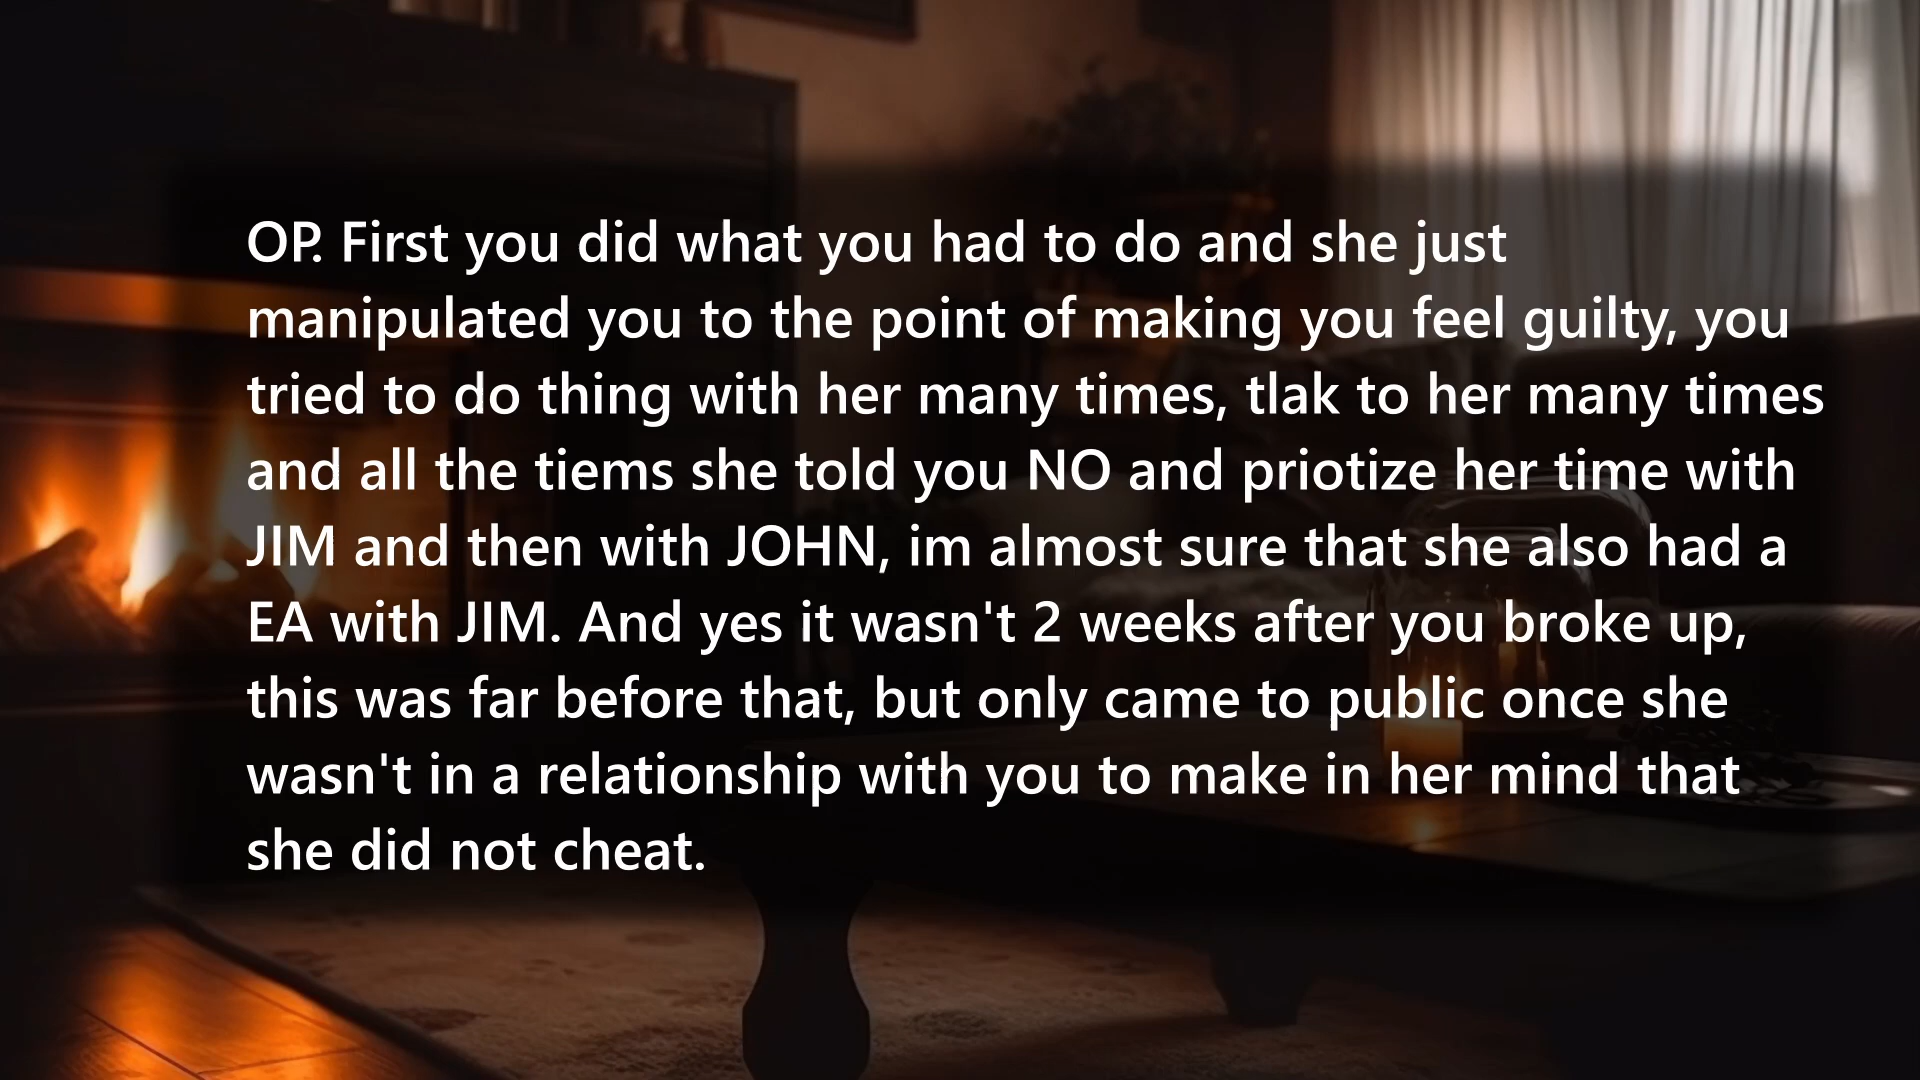 OP. First you did what you had to do and she just
manipulated you to the point of making you feel guilty, you
tried to do thing with her many times, tlak to her many times
and all the tiems she told you NO and priotize her time with
JIM and then with JOHN, im almost sure that she also had a
EA with JIM. And yes it wasn't 2 weeks after you broke up,
this was far before that, but only came to public once she
wasn't in a relationship with you to make in her mind that
she did not cheat.